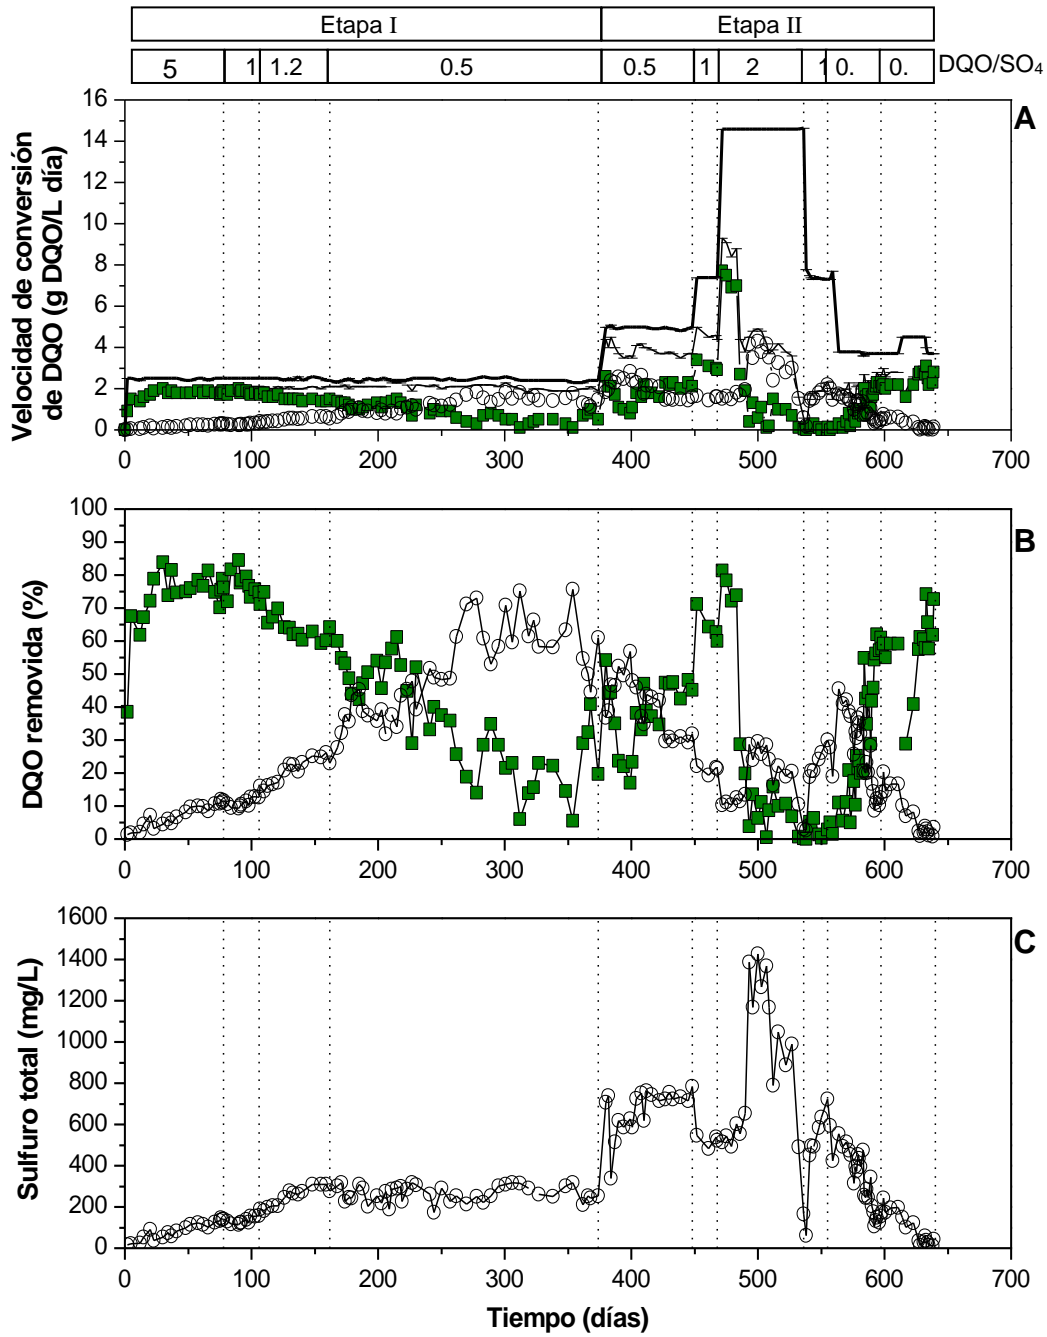 Etapa I Etapa II
5 1 1.2 0.5 0.5 1 2 1 0. 0. DQO/SO4
A
Velocidad de conversión
de DQO (g DQO/L día)
16
14
12
10
8
6
4
2
0
0 100 200 300 400 500 600 700
B
DQO removida (%)
100
90
80
70
60
50
40
30
20
10
0
0 100 200 300 400 500 600 700
C
Sulfuro total (mg/L)
1600
1400
1200
1000
800
600
400
200
0
0 100 200 300 400 500 600 700
Tiempo (días)